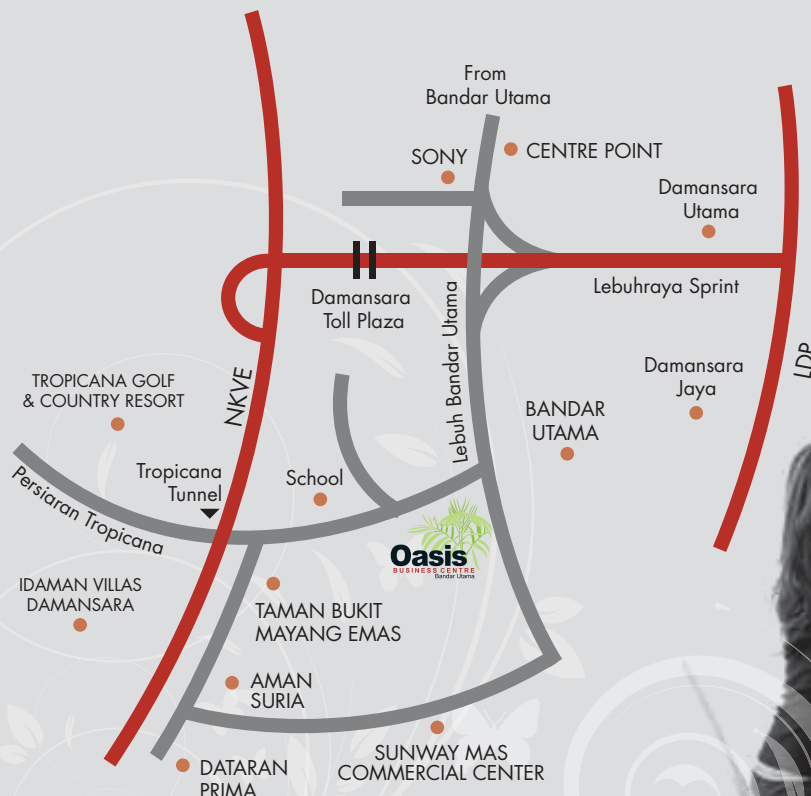 From
Bandar Utama
SONY
CENTRE POINT
Damansara
Utama
Lebuhraya Sprint
Damansara
Toll Plaza
Lebuh Bandar Utama
NKVE
LDP
TROPICANA GOLF
& COUNTRY RESORT
Damansara
Jaya
BANDAR
UTAMA
Tropicana
Tunnel
School
Persiaran Tropicana
Oasis
BUSINESS CENTRE
Bandar Utama
IDAMAN VILLAS
DAMANSARA
TAMAN BUKIT
MAYANG EMAS
AMAN
SURIA
SUNWAY MAS
COMMERCIAL CENTER
DATARAN
PRIMA